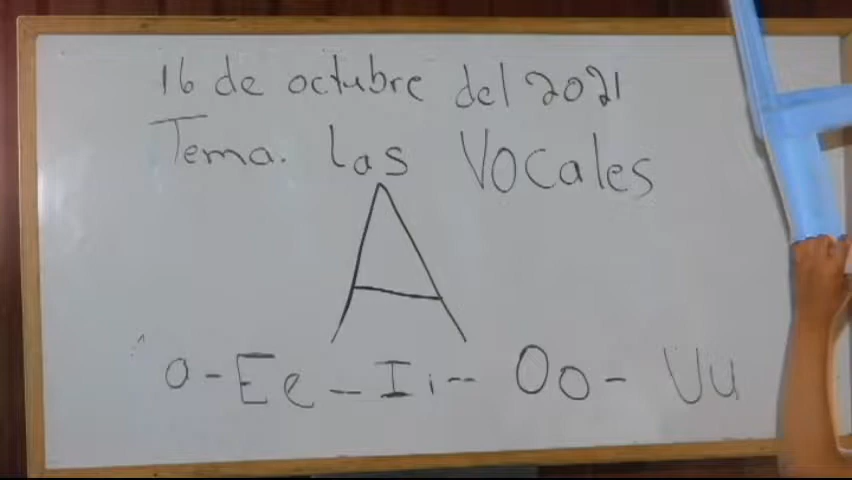 16 de octubre del 2021
Tema. Las Vocales
A
o - Ee - Ii -- Oo - Uu